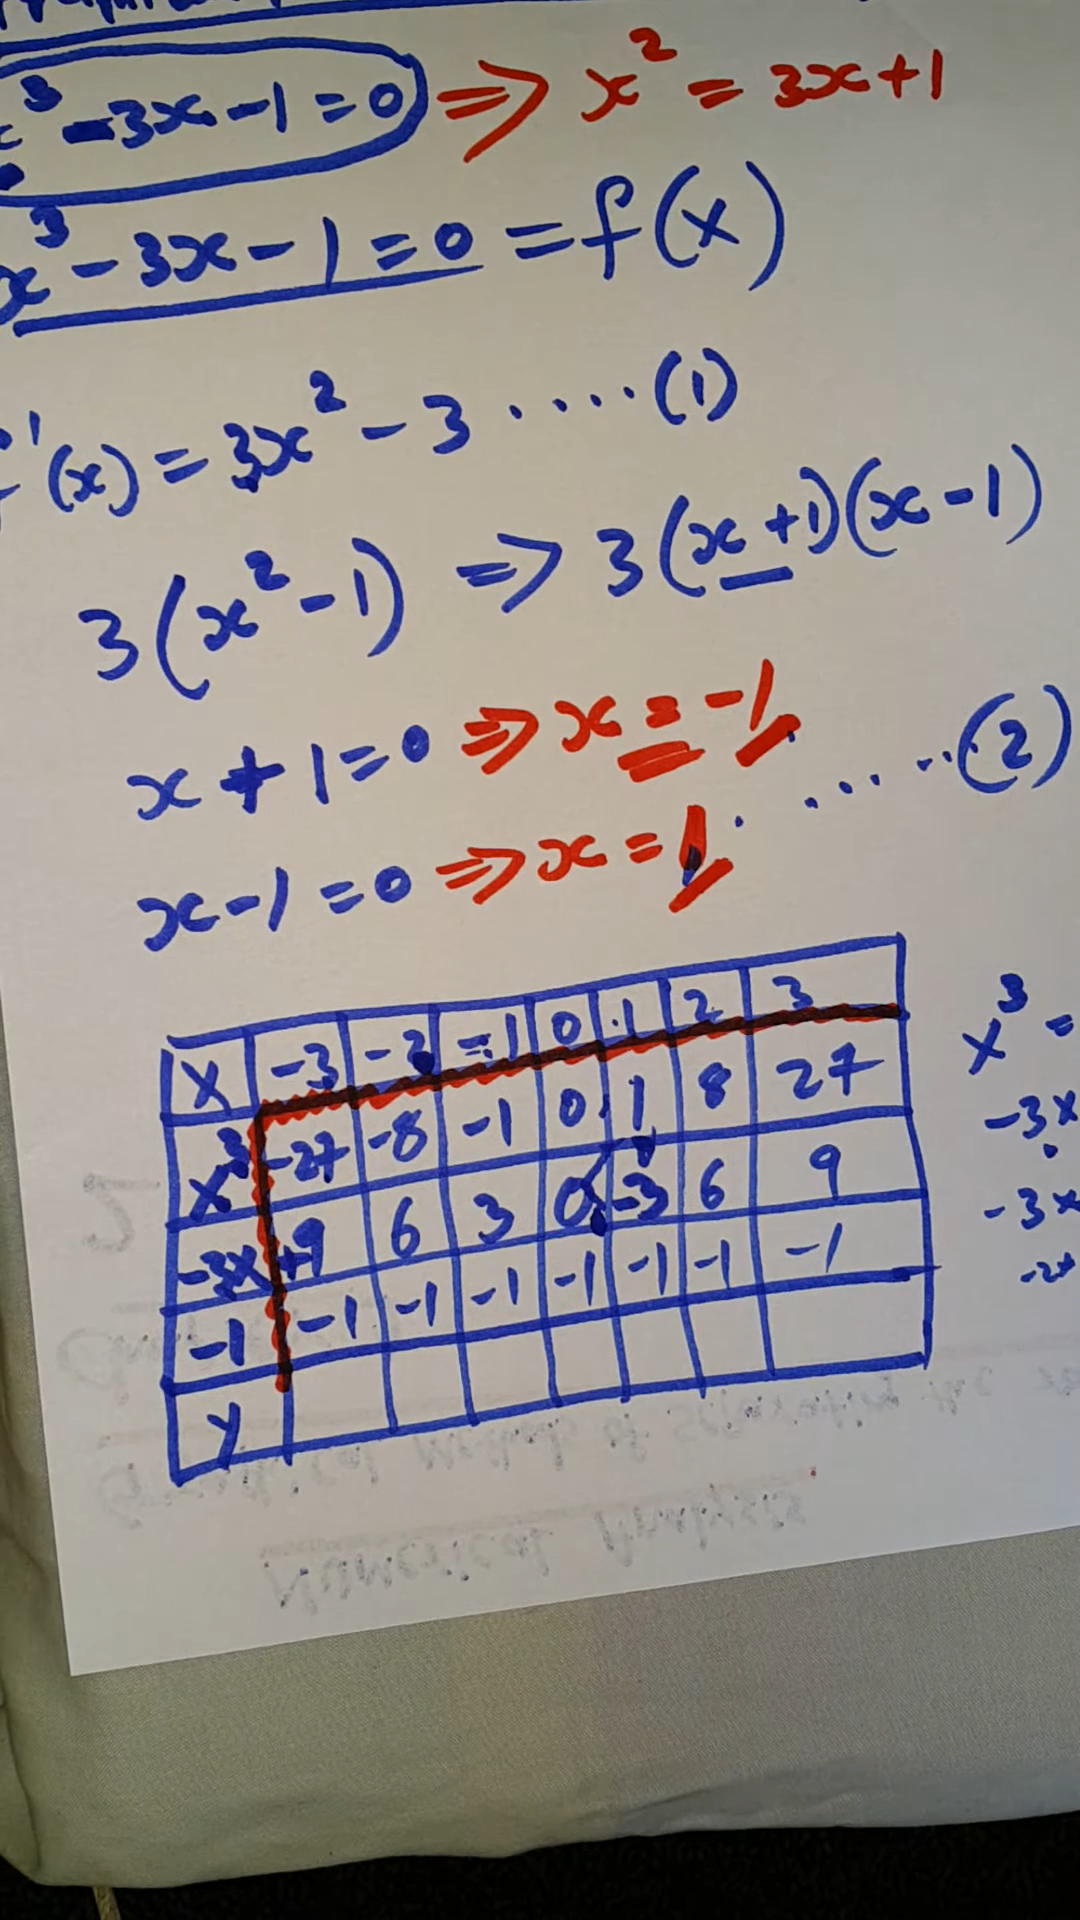 x³ - 3x - 1 = 0 ⇒ x² = 3x + 1
x³ - 3x - 1 = 0 = f(x)
f'(x) = 3x² - 3 .....(1)
3(x² - 1) ⇒ 3(x + 1)(x - 1)
x + 1 = 0 ⇒ x = -1
.....(2)
x - 1 = 0 ⇒ x = 1
X -3 -2 -1 0 1 2 3
X³ -27 -8 -1 0 1 8 27
-3x +9 6 3 0 -3 6 9
-1 -1 -1 -1 -1 -1 -1 -1
Y
x³ =
-3x
-3x
Numerical Analysis